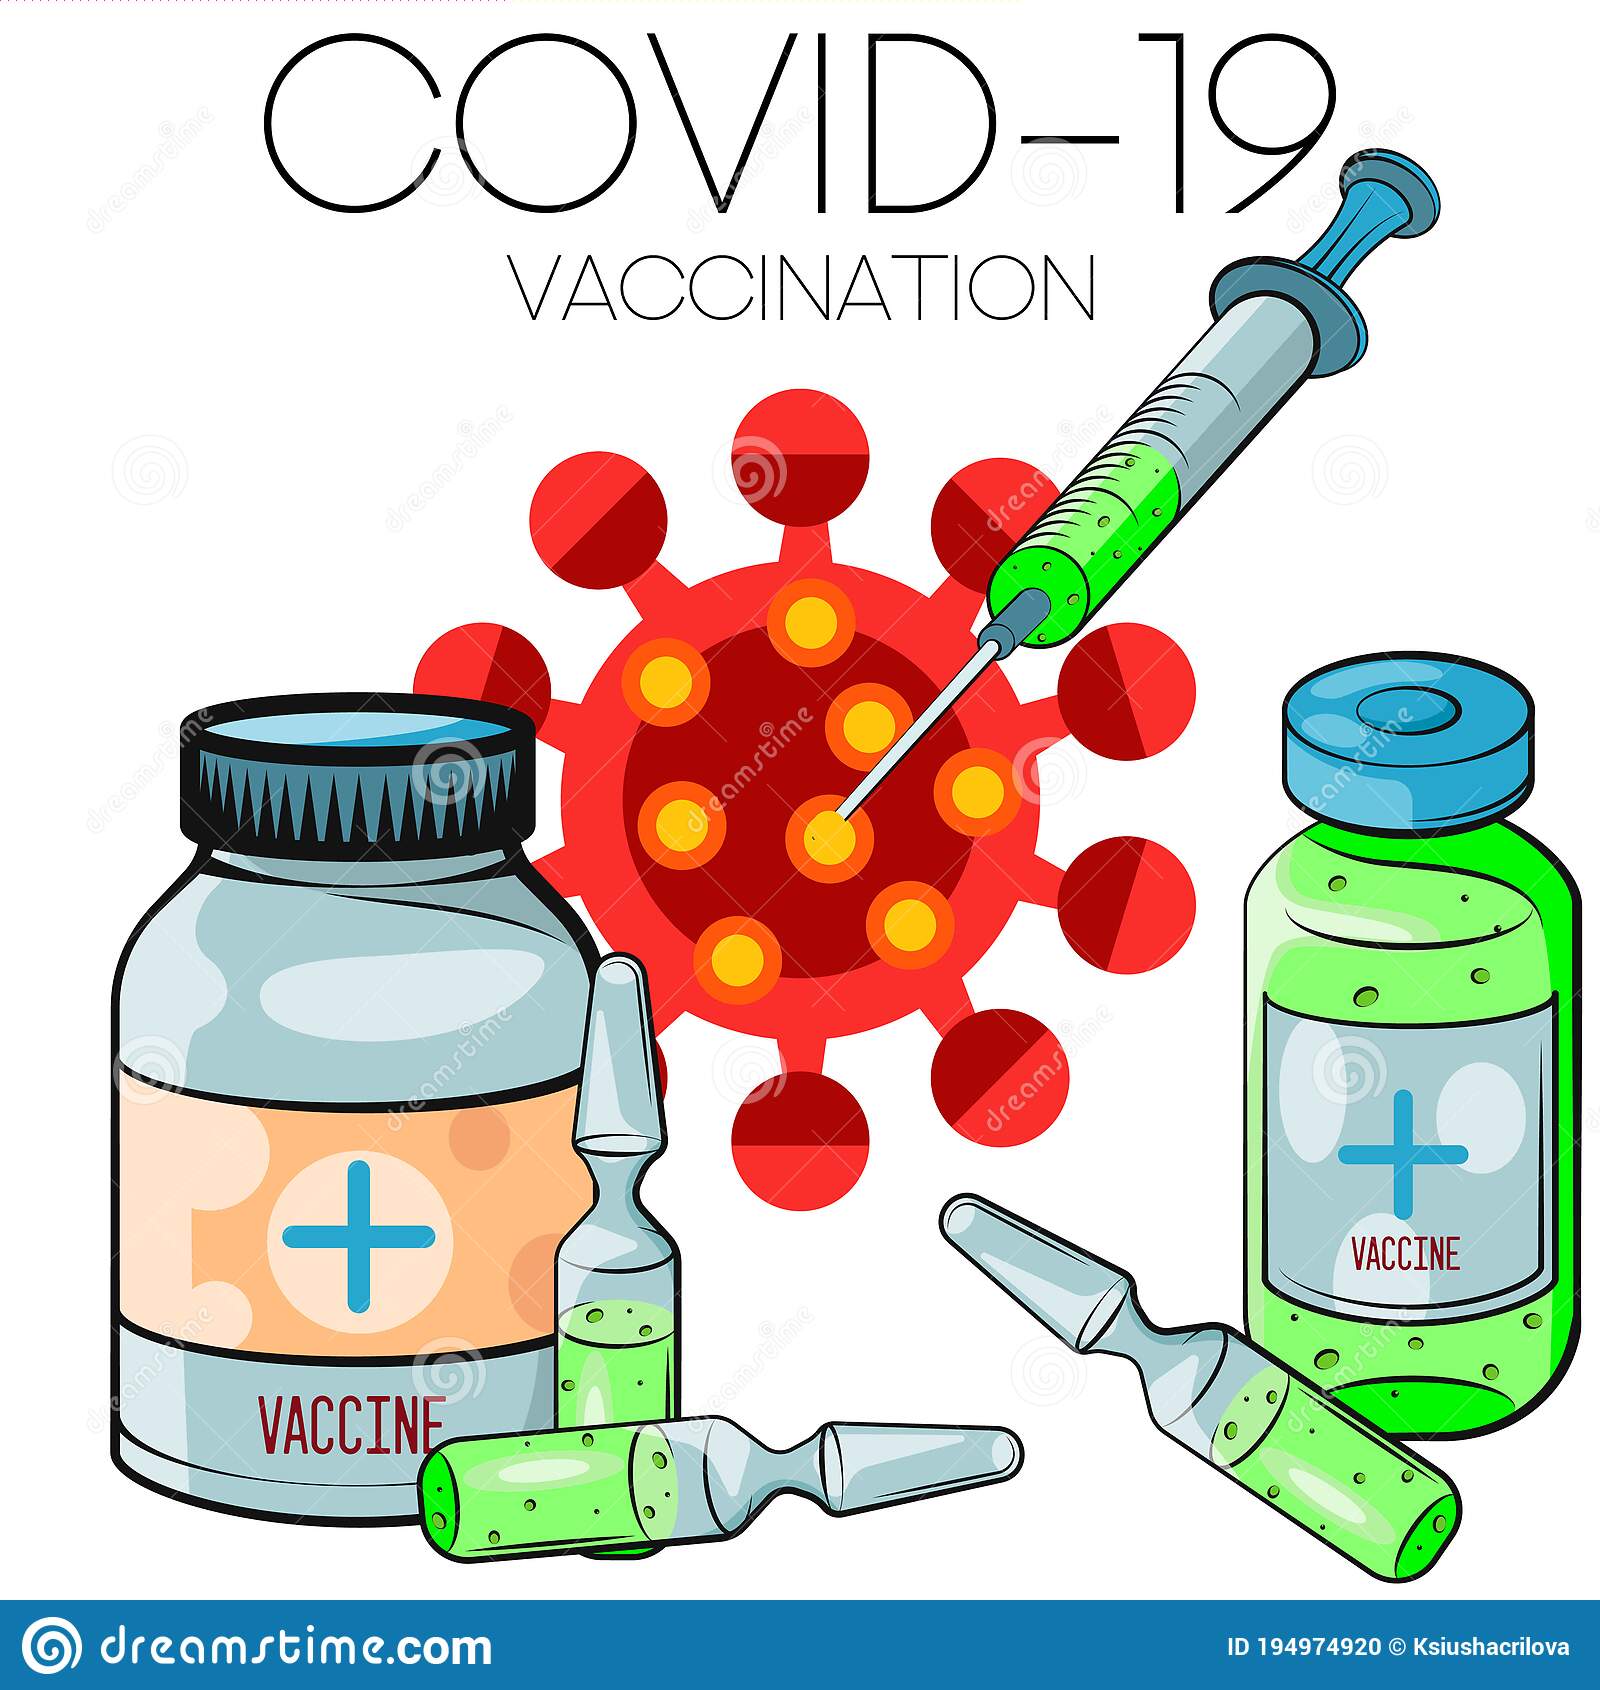 COVID-19
VACCINATION
VACCINE
VACCINE
dreamstime.com
ID 194974920 © Ksiushacrilova